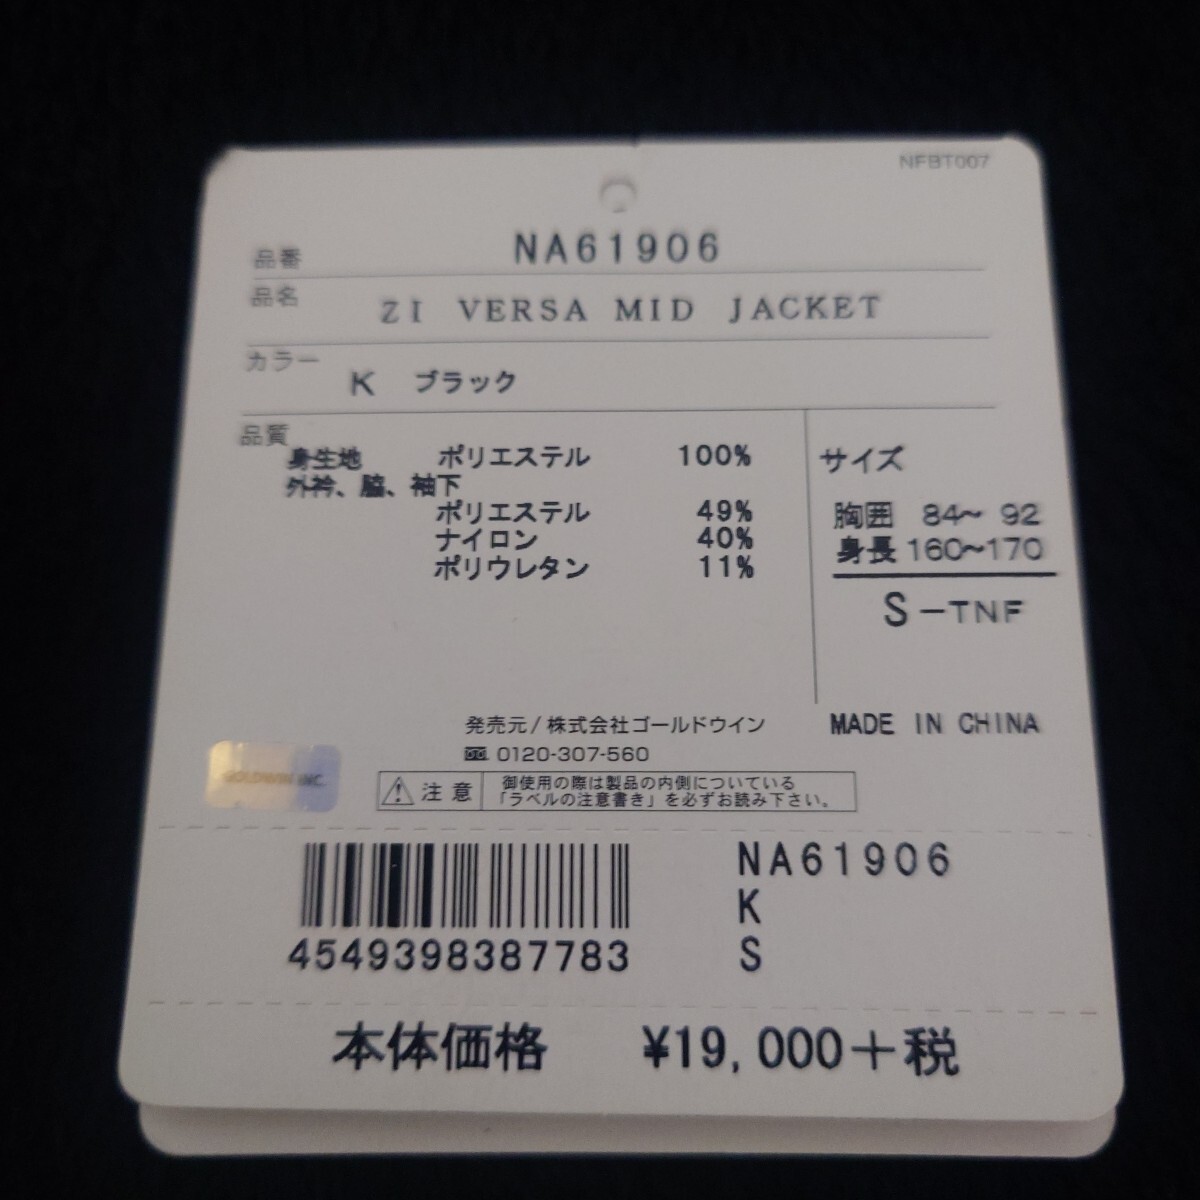 NFBT007
品番 NA61906
品名 ZI VERSA MID JACKET
カラー K ブラック
品質
身生地 ポリエステル 100%
外衿、脇、袖下
ポリエステル 49%
ナイロン 40%
ポリウレタン 11%
サイズ
胸囲 84~ 92
身長 160~170
S-TNF
発売元/株式会社ゴールドウイン
0120-307-560
MADE IN CHINA
GOLDWIN INC.
注意 御使用の際は製品の内側についている
「ラベルの注意書き」を必ずお読み下さい。
4549398387783
NA61906
K
S
本体価格 ¥19,000+税